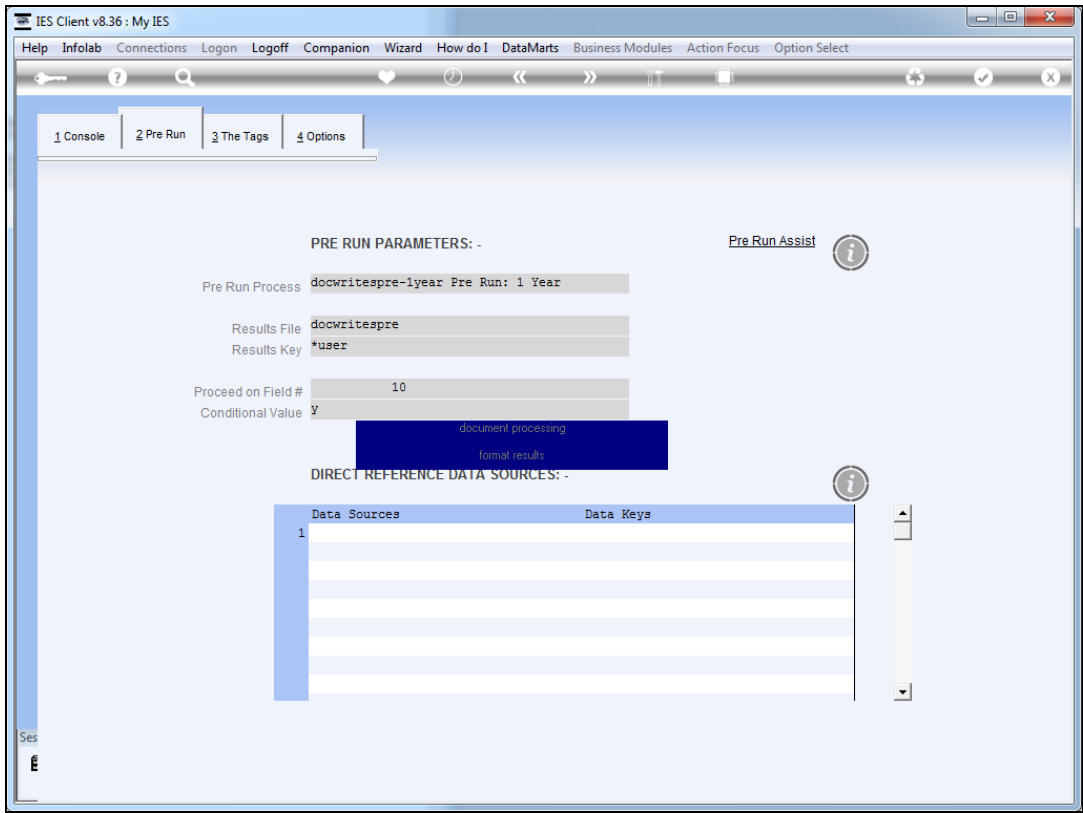 IES Client v8.36 : My IES
Help Infolab Connections Logon Logoff Companion Wizard How do I DataMarts Business Modules Action Focus Option Select
1 Console 2 Pre Run 3 The Tags 4 Options
PRE RUN PARAMETERS: -
Pre Run Assist
Pre Run Process docwritespre-1year Pre Run: 1 Year
Results File docwritespre
Results Key *user
Proceed on Field # 10
Conditional Value y
document processing
format results
DIRECT REFERENCE DATA SOURCES: -
Data Sources Data Keys
1
Ses